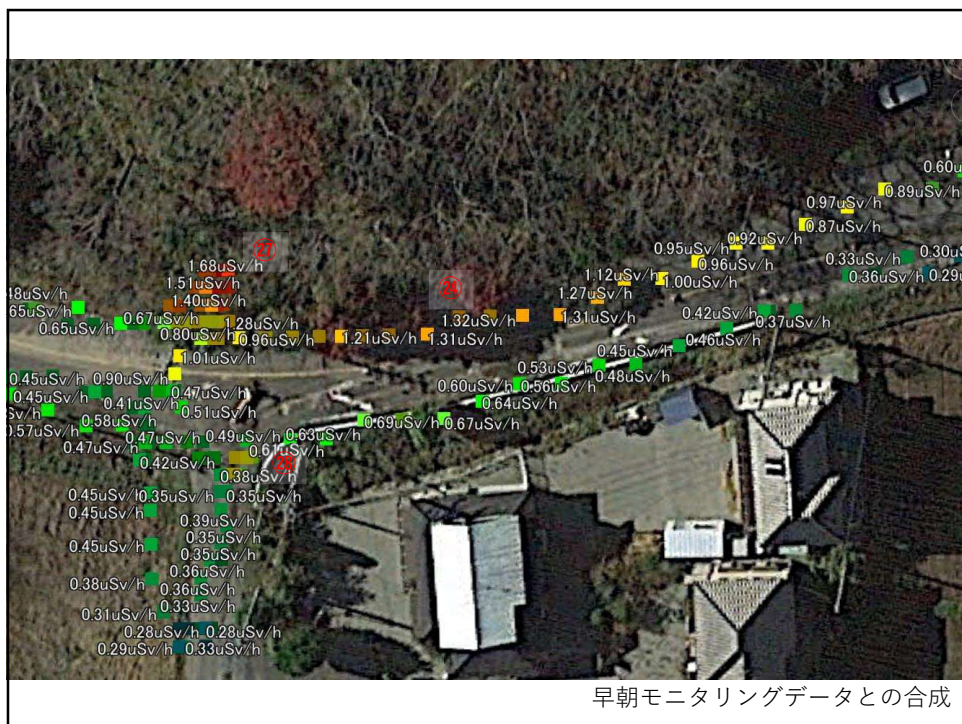 0.60u
0.89uSv/h
0.97uSv/h
0.87uSv/h
㉗
0.92uSv/h
0.95uSv/h
0.33uSv/h
0.30uSv/h
1.68uSv/h
0.96uSv/h
1.51uSv/h
1.12uSv/h
1.00uSv/h
0.36uSv/h
0.29u
㉔
48uSv/h
1.40uSv/h
1.27uSv/h
65uSv/h
0.67uSv/h
1.32uSv/h
1.31uSv/h
0.42uSv/h
0.37uSv/h
0.65uSv/h
1.28uSv/h
0.80uSv/h
0.96uSv/h
1.21uSv/h
1.31uSv/h
0.46uSv/h
1.01uSv/h
0.45uSv/h
0.53uSv/h
0.48uSv/h
0.45uSv/h
0.90uSv/h
0.60uSv/h
0.56uSv/h
0.45uSv/h
0.47uSv/h
0.41uSv/h
0.51uSv/h
0.64uSv/h
Sv/h
0.58uSv/h
0.69uSv/h
0.67uSv/h
0.57uSv/h
0.47uSv/h
0.47uSv/h
0.49uSv/h
0.63uSv/h
0.61uSv/h
0.42uSv/h
0.38uSv/h
0.45uSv/h
0.35uSv/h
0.35uSv/h
0.45uSv/h
0.39uSv/h
0.35uSv/h
0.45uSv/h
0.35uSv/h
0.36uSv/h
0.38uSv/h
0.36uSv/h
0.31uSv/h
0.33uSv/h
0.28uSv/h
0.28uSv/h
0.29uSv/h
0.33uSv/h
早朝モニタリングデータとの合成